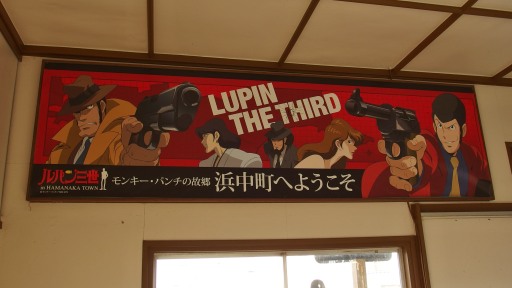 LUPIN
THE THIRD
ルパン三世
in HAMANAKA TOWN
モンキー・パンチの故郷 浜中町へようこそ